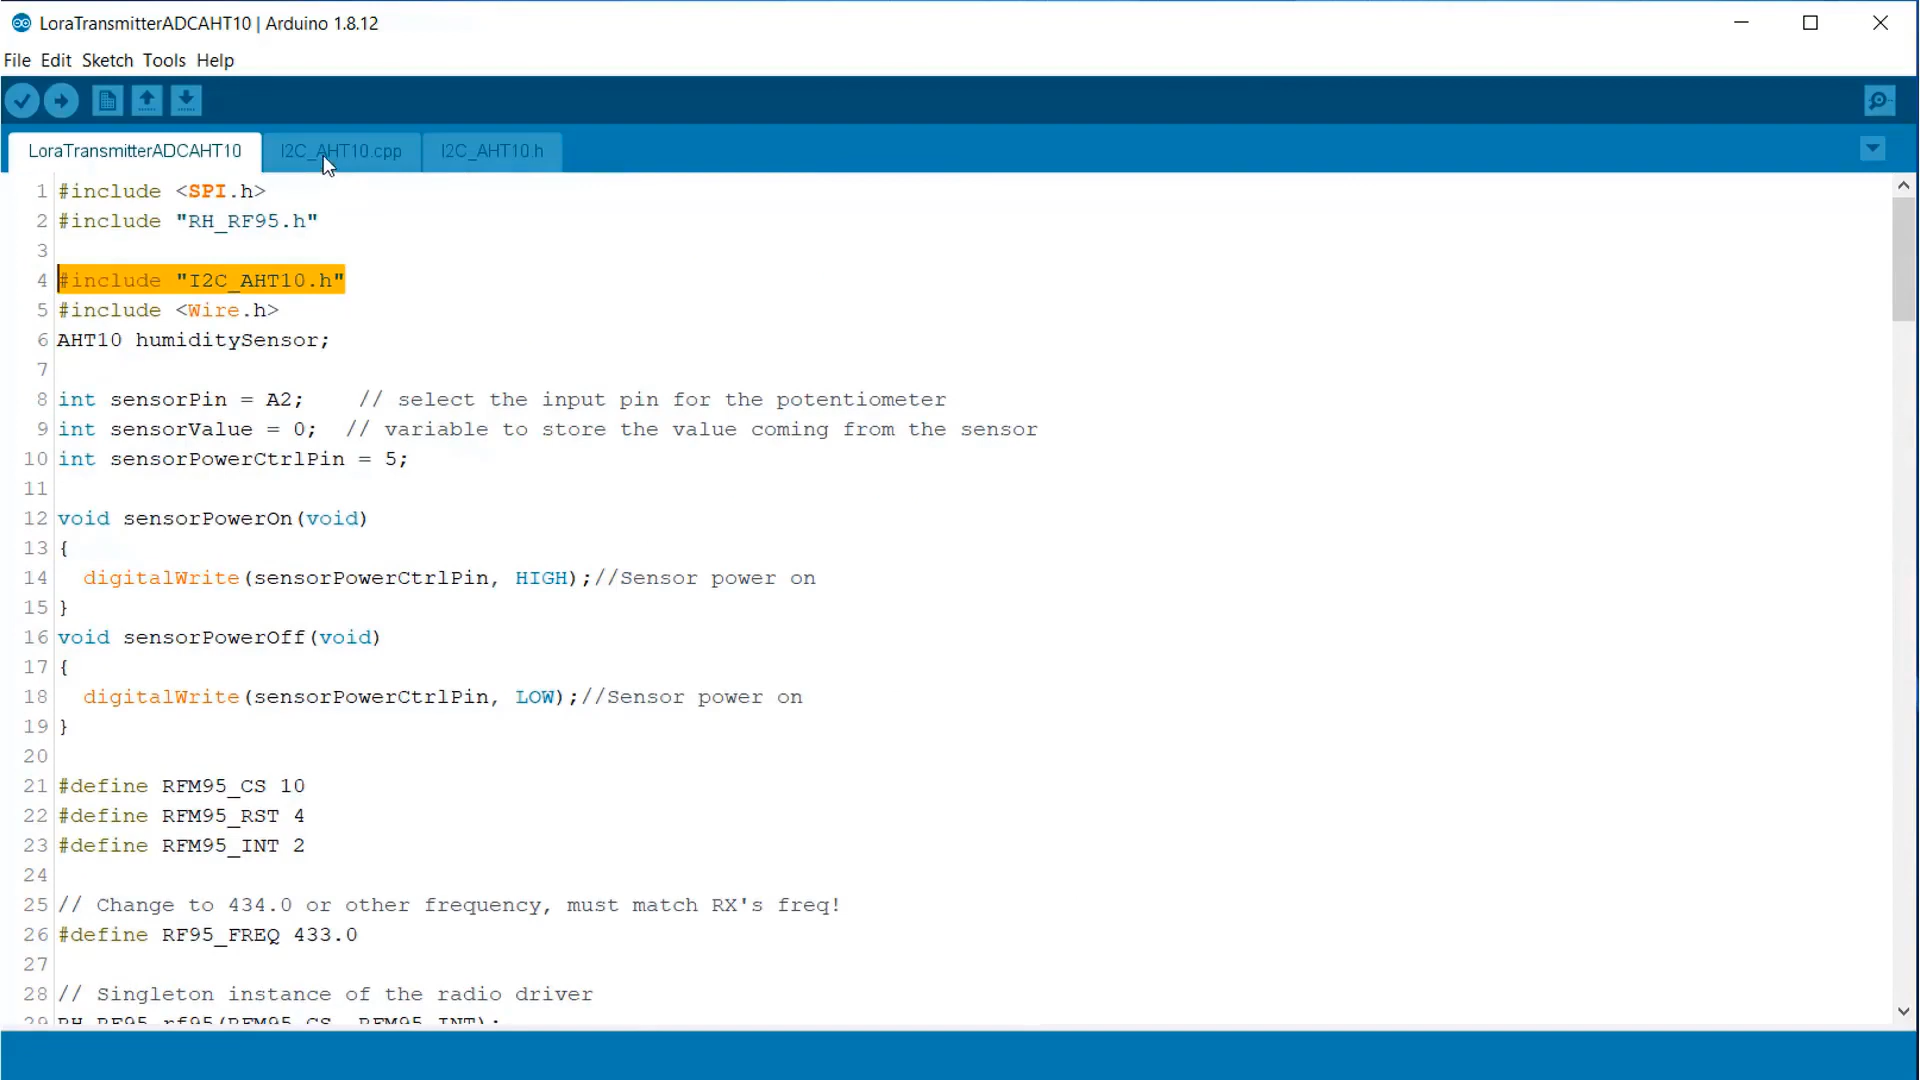 LoraTransmitterADCAHT10 | Arduino 1.8.12
File Edit Sketch Tools Help
LoraTransmitterADCAHT10 I2C_AHT10.cpp I2C_AHT10.h
1 #include <SPI.h>
2 #include "RH_RF95.h"
3
4 #include "I2C_AHT10.h"
5 #include <Wire.h>
6 AHT10 humiditySensor;
7
8 int sensorPin = A2;    // select the input pin for the potentiometer
9 int sensorValue = 0;  // variable to store the value coming from the sensor
10 int sensorPowerCtrlPin = 5;
11
12 void sensorPowerOn(void)
13 {
14   digitalWrite(sensorPowerCtrlPin, HIGH);//Sensor power on
15 }
16 void sensorPowerOff(void)
17 {
18   digitalWrite(sensorPowerCtrlPin, LOW);//Sensor power on
19 }
20
21 #define RFM95_CS 10
22 #define RFM95_RST 4
23 #define RFM95_INT 2
24
25 // Change to 434.0 or other frequency, must match RX's freq!
26 #define RF95_FREQ 433.0
27
28 // Singleton instance of the radio driver
29 RH_RF95 rf95(RFM95_CS, RFM95_INT);